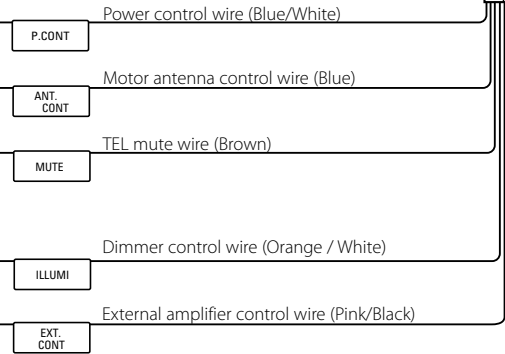 Power control wire (Blue/White)
P.CONT
Motor antenna control wire (Blue)
ANT.
CONT
TEL mute wire (Brown)
MUTE
Dimmer control wire (Orange / White)
ILLUMI
External amplifier control wire (Pink/Black)
EXT.
CONT